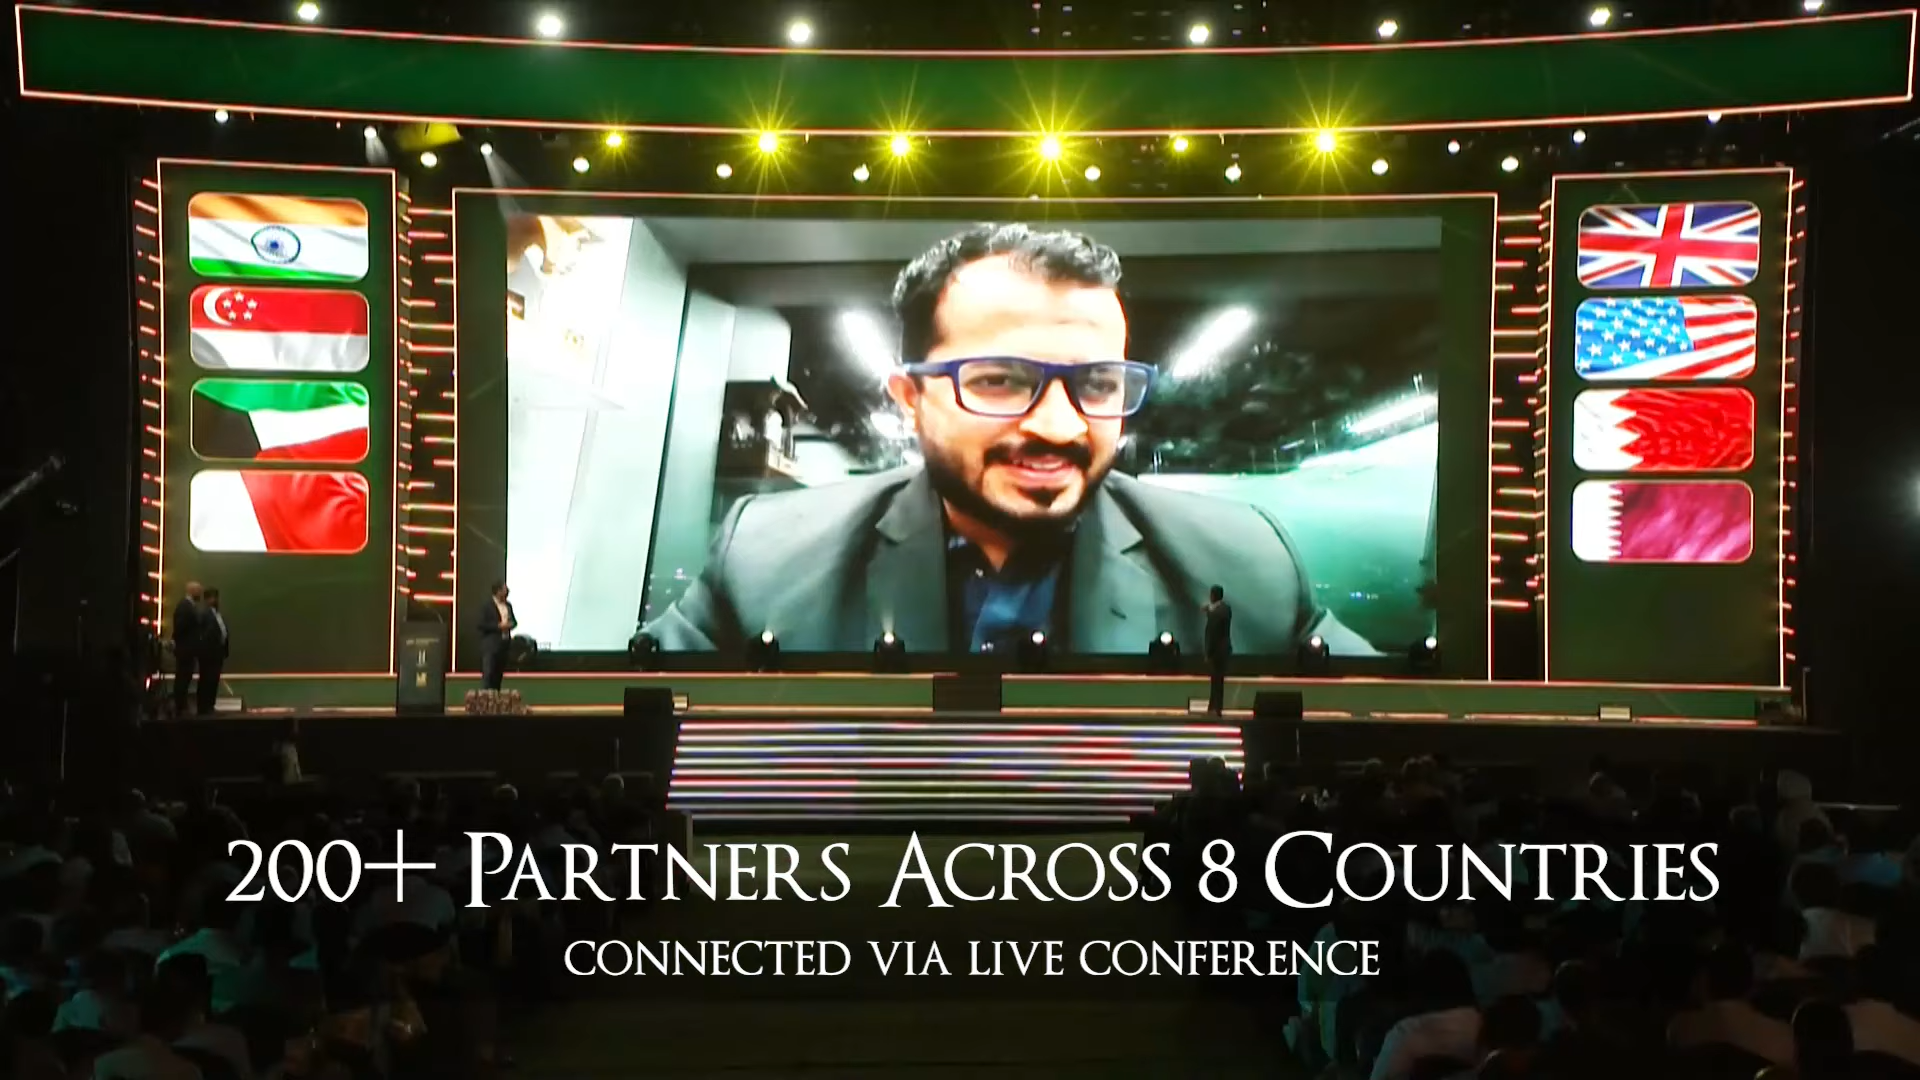 200+ Partners Across 8 Countries
connected via live conference